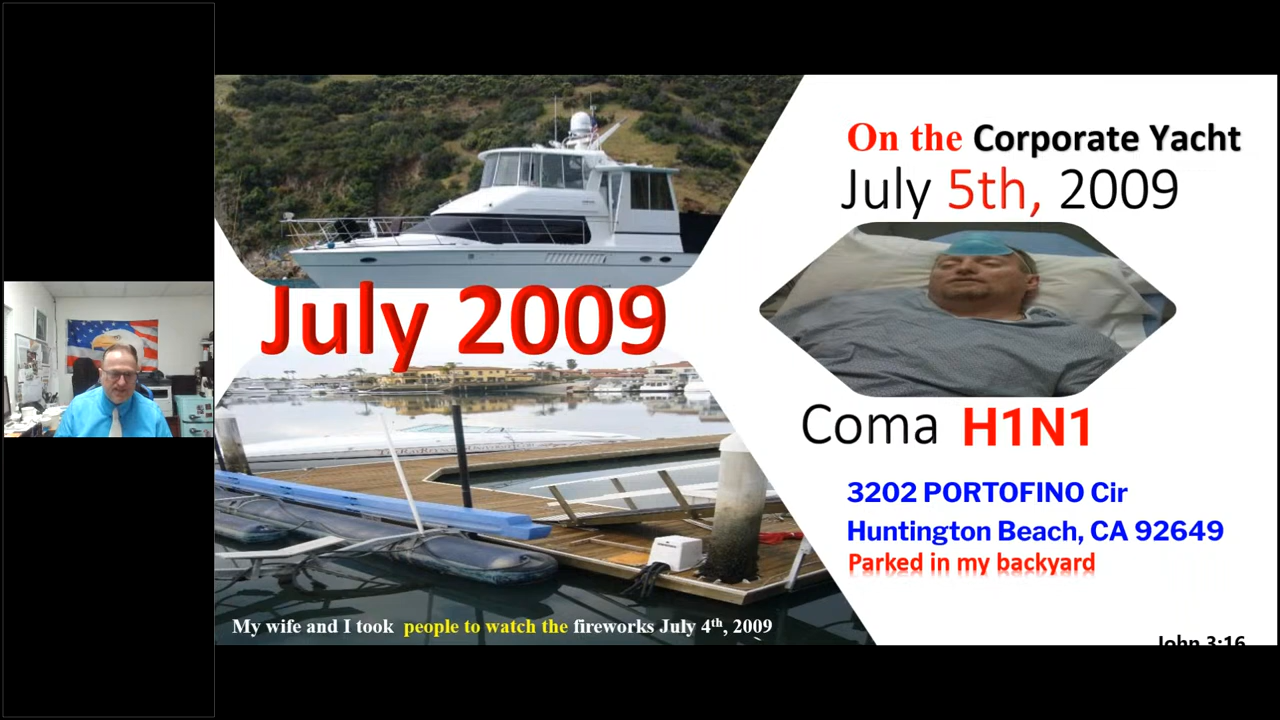 On the Corporate Yacht
July 5th, 2009
July 2009
Coma H1N1
3202 PORTOFINO Cir
Huntington Beach, CA 92649
Parked in my backyard
My wife and I took people to watch the fireworks July 4th, 2009
John 3:16